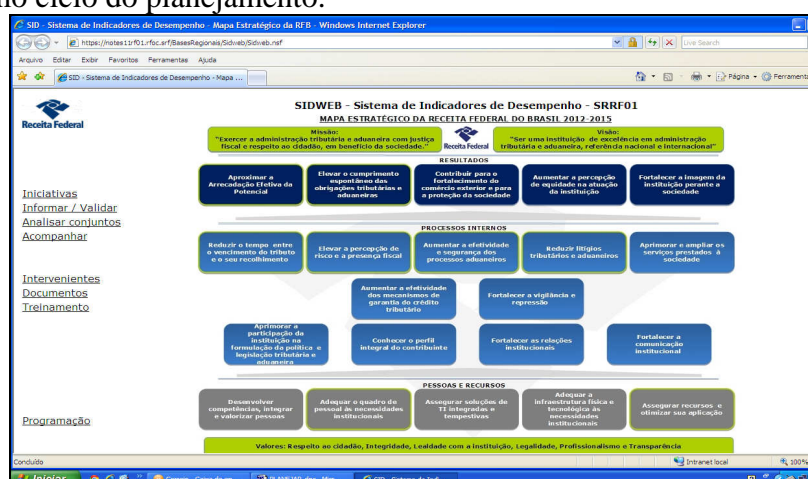 no ciclo do planejamento.
SID - Sistema de Indicadores de Desempenho - Mapa Estratégico da RFB - Windows Internet Explorer
https://notes11rf01.rfoc.srf/BasesRegionais/Sidweb/Sidweb.nsf
Live Search
Arquivo Editar Exibir Favoritos Ferramentas Ajuda
SID - Sistema de Indicadores de Desempenho - Mapa ...
Página
Ferramenta
Receita Federal
SIDWEB - Sistema de Indicadores de Desempenho - SRRF01
MAPA ESTRATÉGICO DA RECEITA FEDERAL DO BRASIL 2012-2015
Missão:
"Exercer a administração tributária e aduaneira com justiça
fiscal e respeito ao cidadão, em benefício da sociedade."
Receita Federal
Visão:
"Ser uma instituição de excelência em administração
tributária e aduaneira, referência nacional e internacional"
RESULTADOS
Aproximar a
Arrecadação Efetiva da
Potencial
Elevar o cumprimento
espontâneo das
obrigações tributárias e
aduaneiras
Contribuir para o
fortalecimento do
comércio exterior e para
a proteção da sociedade
Aumentar a percepção
de equidade na atuação
da instituição
Fortalecer a imagem da
instituição perante a
sociedade
Iniciativas
Informar / Validar
Analisar conjuntos
Acompanhar
Intervenientes
Documentos
Treinamento
Programação
PROCESSOS INTERNOS
Reduzir o tempo entre
o vencimento do tributo
e o seu recolhimento
Elevar a percepção de
risco e a presença fiscal
Aumentar a efetividade
e segurança dos
processos aduaneiros
Reduzir litígios
tributários e aduaneiros
Aprimorar e ampliar os
serviços prestados à
sociedade
Aumentar a efetividade
dos mecanismos de
garantia do crédito
tributário
Fortalecer a vigilância e
repressão
Aprimorar a
participação da
instituição na
formulação da política e
legislação tributária e
aduaneira
Conhecer o perfil
integral do contribuinte
Fortalecer as relações
institucionais
Fortalecer a
comunicação
institucional
PESSOAS E RECURSOS
Desenvolver
competências, integrar
e valorizar pessoas
Adequar o quadro de
pessoal às necessidades
institucionais
Assegurar soluções de
TI integradas e
tempestivas
Adequar a
infraestrutura física e
tecnológica às
necessidades
institucionais
Assegurar recursos e
otimizar sua aplicação
Valores: Respeito ao cidadão, Integridade, Lealdade com a instituição, Legalidade, Profissionalismo e Transparência
Concluído
Intranet local
100%
Iniciar